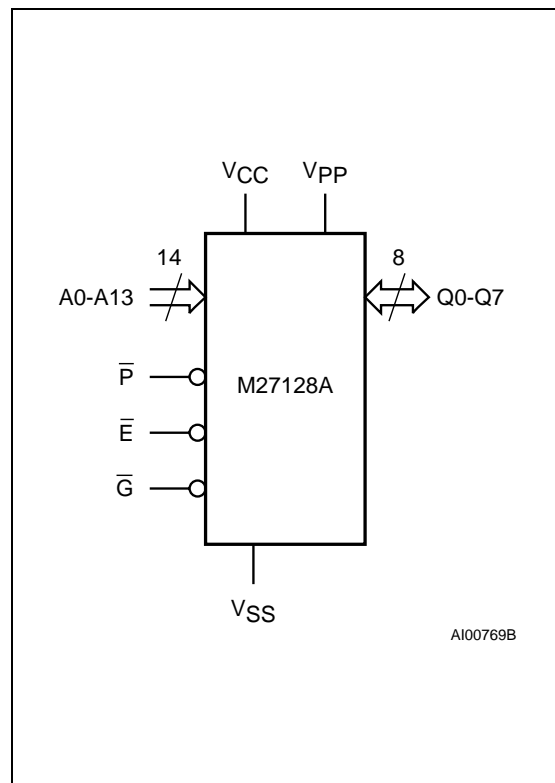 VCC VPP
14 8
A0-A13 Q0-Q7
P̅
M27128A
E̅
G̅
VSS
AI00769B